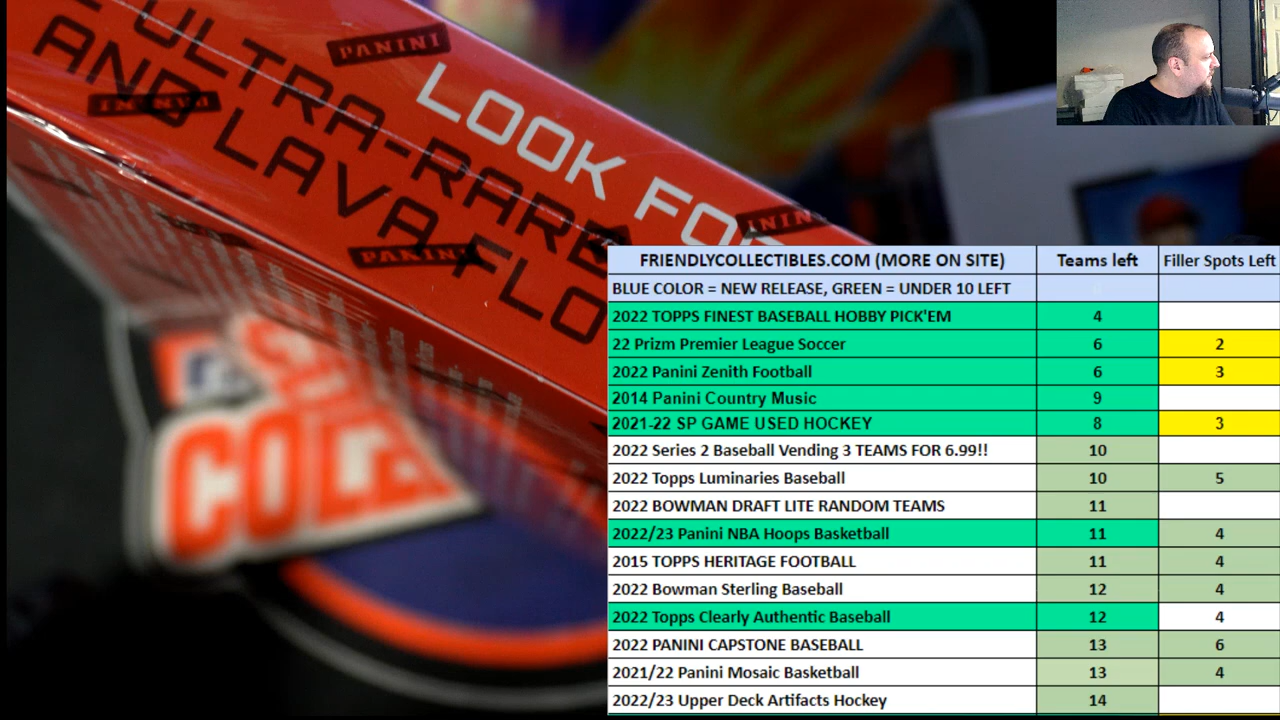 PANINI
LOOK FO
ULTRA-RARE
AND LAVA FLO
PANINI
PANINI
COLA
FRIENDLYCOLLECTIBLES.COM (MORE ON SITE) Teams left Filler Spots Left
BLUE COLOR = NEW RELEASE, GREEN = UNDER 10 LEFT
2022 TOPPS FINEST BASEBALL HOBBY PICK'EM 4
22 Prizm Premier League Soccer 6 2
2022 Panini Zenith Football 6 3
2014 Panini Country Music 9
2021-22 SP GAME USED HOCKEY 8 3
2022 Series 2 Baseball Vending 3 TEAMS FOR 6.99!! 10
2022 Topps Luminaries Baseball 10 5
2022 BOWMAN DRAFT LITE RANDOM TEAMS 11
2022/23 Panini NBA Hoops Basketball 11 4
2015 TOPPS HERITAGE FOOTBALL 11 4
2022 Bowman Sterling Baseball 12 4
2022 Topps Clearly Authentic Baseball 12 4
2022 PANINI CAPSTONE BASEBALL 13 6
2021/22 Panini Mosaic Basketball 13 4
2022/23 Upper Deck Artifacts Hockey 14